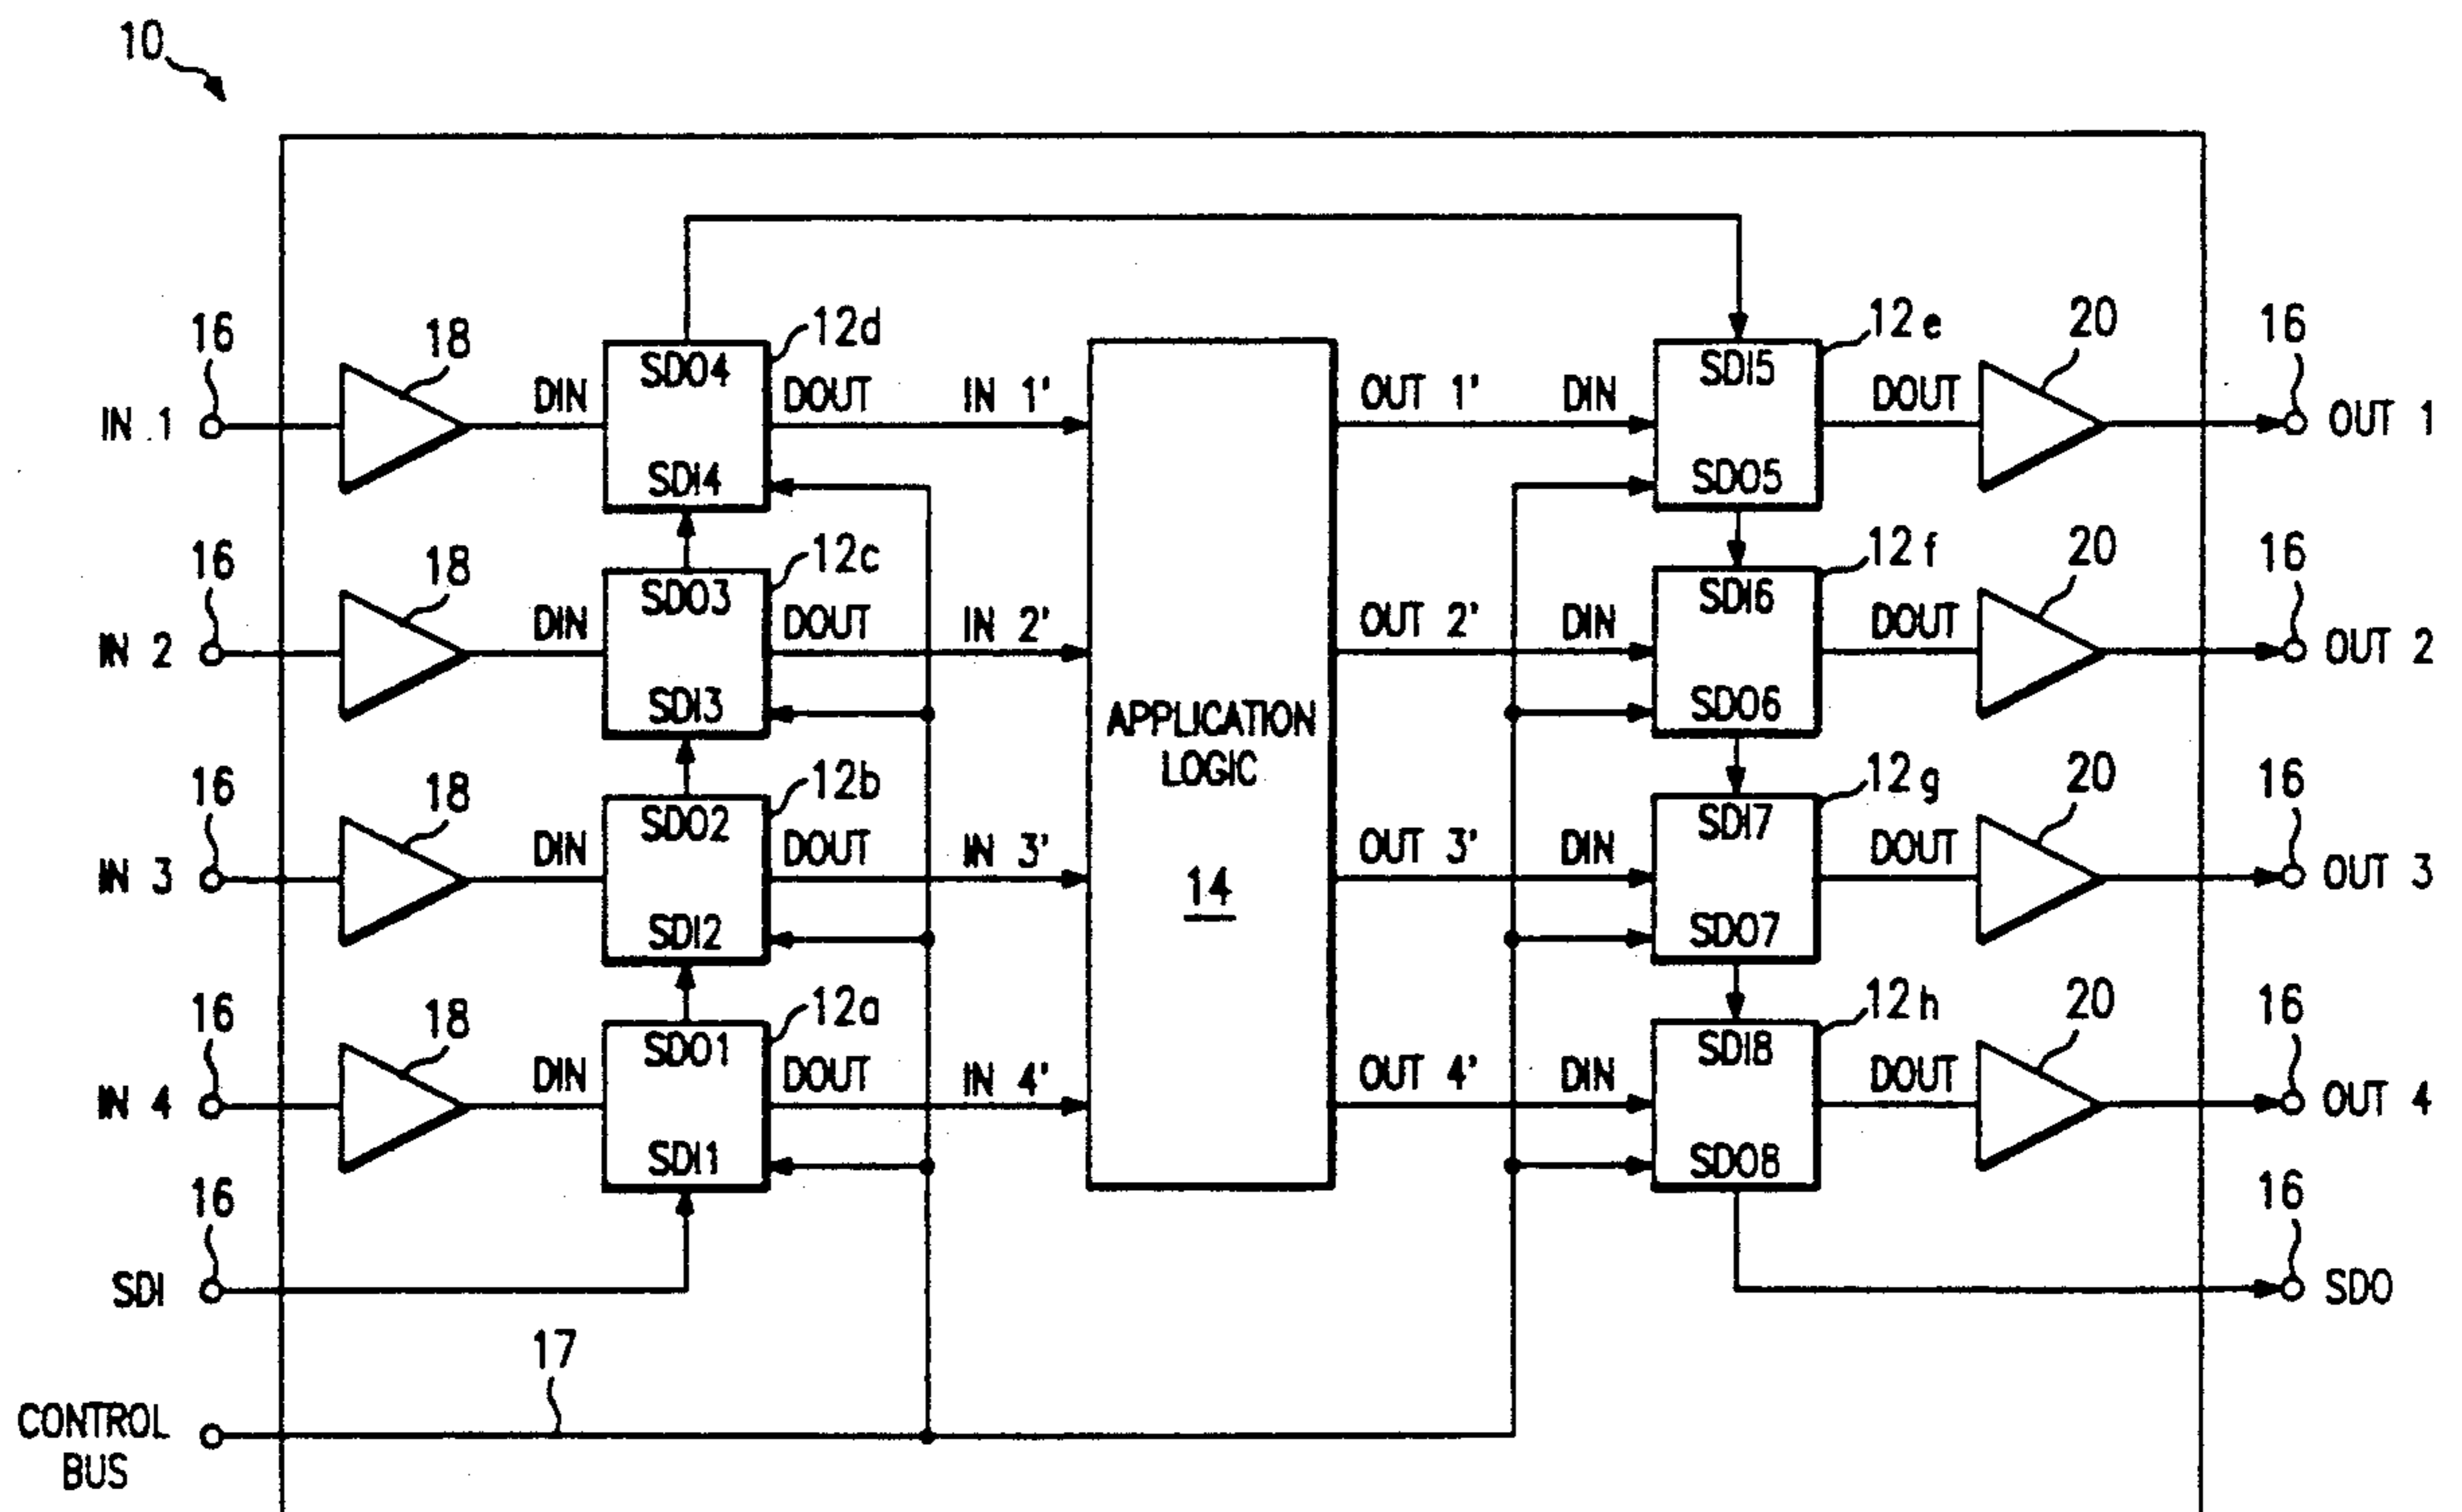 10
16 18 12d 12e 20 16
IN 1 DIN SDO4 DOUT IN 1' OUT 1' DIN SDI5 DOUT OUT 1
SDI4 SDO5
16 18 12c 12f 20 16
IN 2 DIN SDO3 DOUT IN 2' OUT 2' DIN SDI6 DOUT OUT 2
SDI3 SDO6
APPLICATION
LOGIC
14
16 18 12b 12g 20 16
IN 3 DIN SDO2 DOUT IN 3' OUT 3' DIN SDI7 DOUT OUT 3
SDI2 SDO7
16 18 12a 12h 20 16
IN 4 DIN SDO1 DOUT IN 4' OUT 4' DIN SDI8 DOUT OUT 4
SDI1 SDO8
16 16
SDI SDO
17
CONTROL
BUS